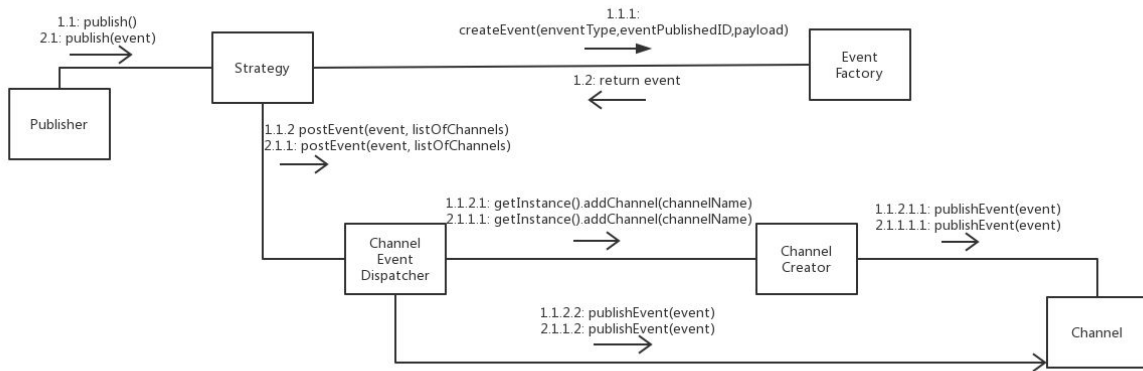 1.1: publish()
2.1: publish(event)
1.1.1:
createEvent(enventType,eventPublishedID,payload)
Strategy
Event
Factory
1.2: return event
Publisher
1.1.2 postEvent(event, listOfChannels)
2.1.1: postEvent(event, listOfChannels)
1.1.2.1: getInstance().addChannel(channelName)
2.1.1.1: getInstance().addChannel(channelName)
1.1.2.1.1: publishEvent(event)
2.1.1.1.1: publishEvent(event)
Channel
Event
Dispatcher
Channel
Creator
1.1.2.2: publishEvent(event)
2.1.1.2: publishEvent(event)
Channel